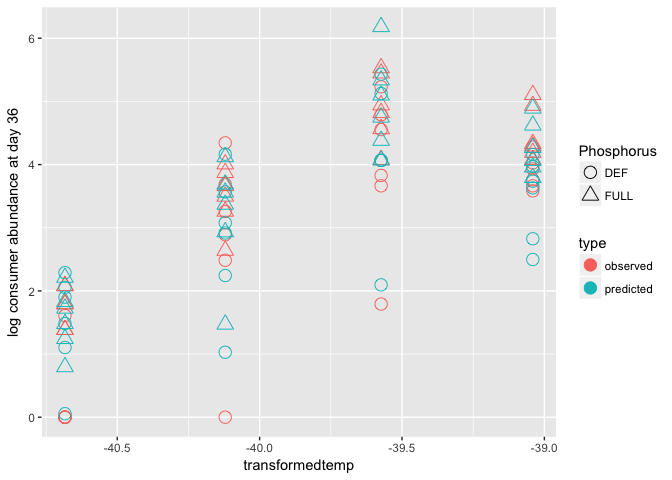 log consumer abundance at day 36
6
4
2
0
-40.5
-40.0
-39.5
-39.0
transformedtemp
Phosphorus
DEF
FULL
type
observed
predicted